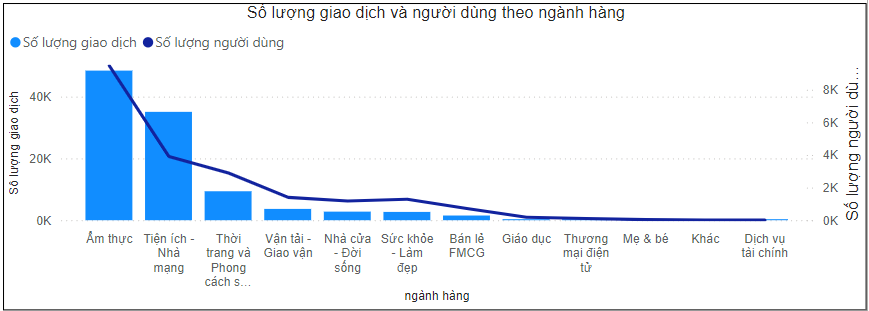 Số lượng giao dịch và người dùng theo ngành hàng
Số lượng giao dịch Số lượng người dùng
Số lượng giao dịch
40K
20K
0K
8K
6K
4K
2K
0K
Số lượng người dù...
Ẩm thực
Tiện ích -
Nhà
mạng
Thời
trang và
Phong
cách s...
Vận tải -
Giao vận
Nhà cửa
- Đời
sống
Sức khỏe
- Làm
đẹp
Bán lẻ
FMCG
Giáo dục
Thương
mại điện
tử
Mẹ & bé
Khác
Dịch vụ
tài chính
ngành hàng